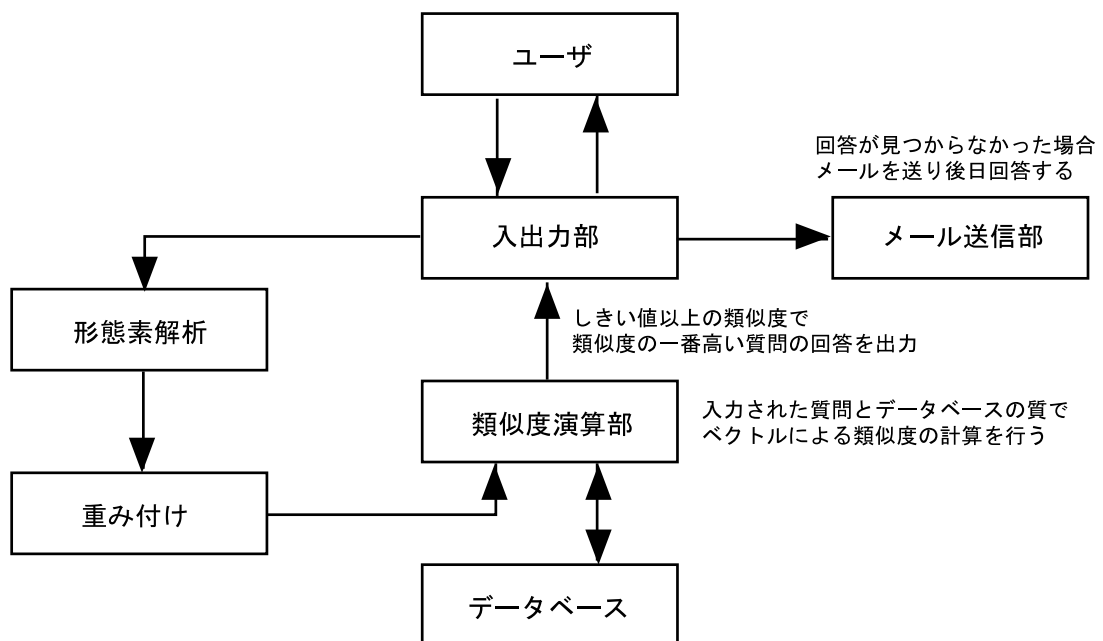 ユーザ
回答が見つからなかった場合
メールを送り後日回答する
入出力部
メール送信部
形態素解析
しきい値以上の類似度で
類似度の一番高い質問の回答を出力
類似度演算部
入力された質問とデータベースの質で
ベクトルによる類似度の計算を行う
重み付け
データベース